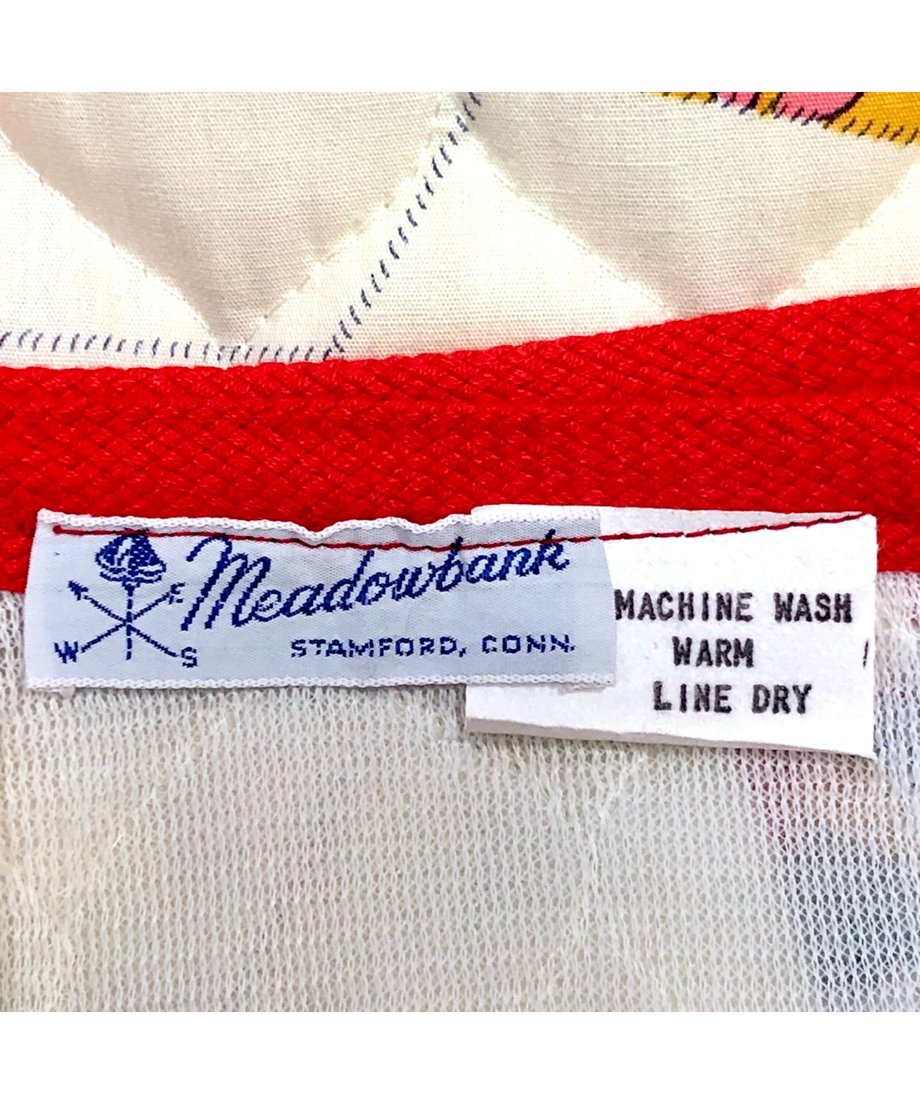 Meadowbank
E
W
S
STAMFORD, CONN.
MACHINE WASH
WARM
LINE DRY